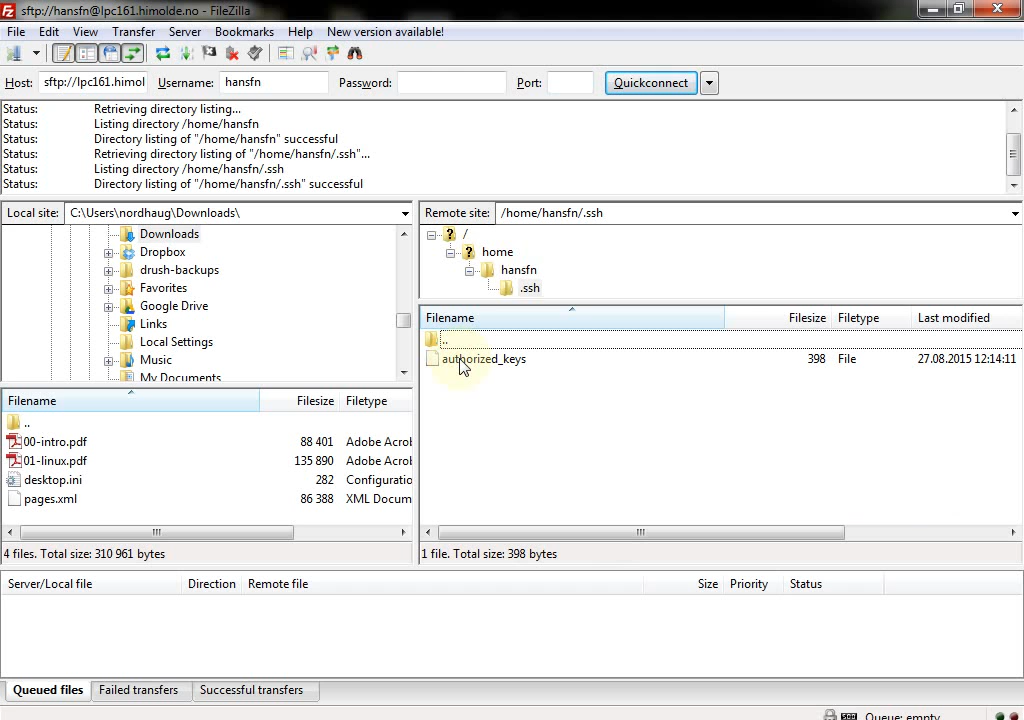 sftp://hansfn@lpc161.himolde.no - FileZilla
File Edit View Transfer Server Bookmarks Help New version available!
Host: sftp://lpc161.himol Username: hansfn Password: Port: Quickconnect
Status: Retrieving directory listing...
Status: Listing directory /home/hansfn
Status: Directory listing of "/home/hansfn" successful
Status: Retrieving directory listing of "/home/hansfn/.ssh"...
Status: Listing directory /home/hansfn/.ssh
Status: Directory listing of "/home/hansfn/.ssh" successful
Local site: C:\Users\nordhaug\Downloads\
Downloads
Dropbox
drush-backups
Favorites
Google Drive
Links
Local Settings
Music
My Documents
Filename Filesize Filetype
..
00-intro.pdf 88 401 Adobe Acrol
01-linux.pdf 135 890 Adobe Acrol
desktop.ini 282 Configuratio
pages.xml 86 388 XML Docum
4 files. Total size: 310 961 bytes
Remote site: /home/hansfn/.ssh
/
home
hansfn
.ssh
Filename Filesize Filetype Last modified
..
authorized_keys 398 File 27.08.2015 12:14:11
1 file. Total size: 398 bytes
Server/Local file Direction Remote file Size Priority Status
Queued files Failed transfers Successful transfers
Queue: empty